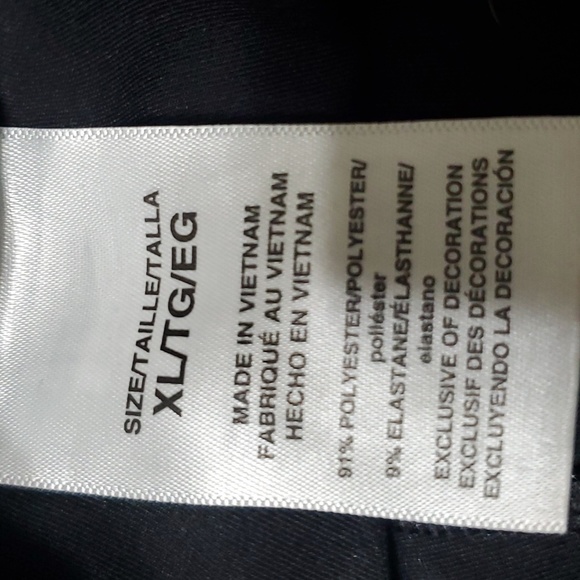 SIZE/TAILLE/TALLA
XL/TG/EG
MADE IN VIETNAM
FABRIQUÉ AU VIETNAM
HECHO EN VIETNAM
91% POLYESTER/POLYESTER/
poliéster
9% ELASTANE/ÉLASTHANNE/
elastano
EXCLUSIVE OF DECORATION
EXCLUSIF DES DÉCORATIONS
EXCLUYENDO LA DECORACIÓN